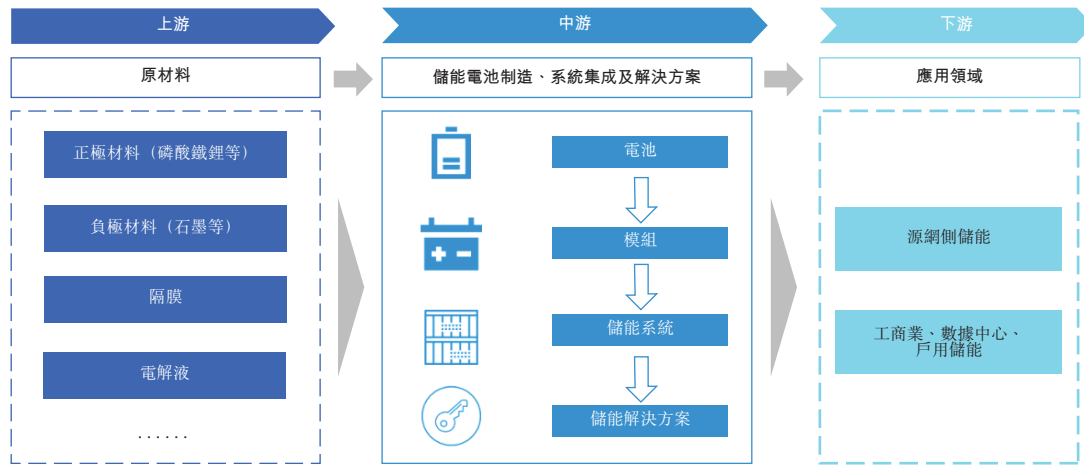 上游
中游
下游
原材料
儲能電池制造、系統集成及解決方案
應用領域
正極材料（磷酸鐵鋰等）
負極材料（石墨等）
隔膜
電解液
......
電池
模組
儲能系統
儲能解決方案
源網側儲能
工商業、數據中心、
戶用儲能